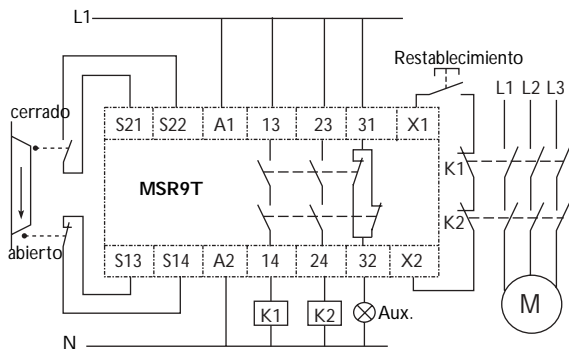 L1
Restablecimiento
L1 L2 L3
cerrado
S21 S22 A1 13 23 31 X1
K1
MSR9T
K2
abierto
S13 S14 A2 14 24 32 X2
K1 K2 Aux.
M
N